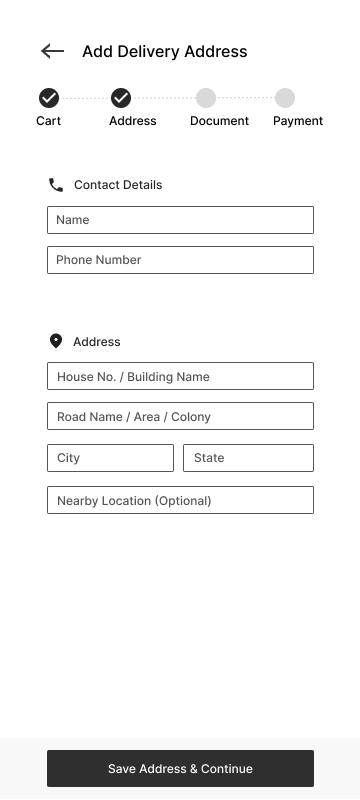 Add Delivery Address
Cart Address Document Payment
Contact Details
Name
Phone Number
Address
House No. / Building Name
Road Name / Area / Colony
City State
Nearby Location (Optional)
Save Address & Continue